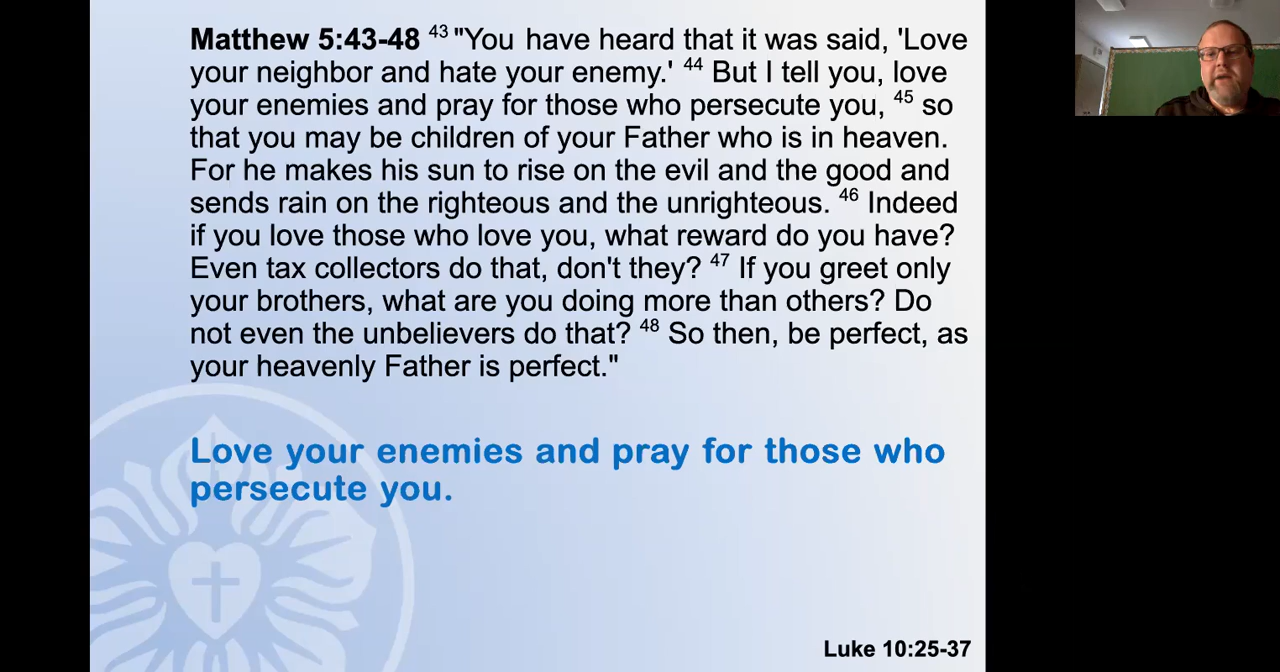 Matthew 5:43-48 43 "You have heard that it was said, 'Love
your neighbor and hate your enemy.' 44 But I tell you, love
your enemies and pray for those who persecute you, 45 so
that you may be children of your Father who is in heaven.
For he makes his sun to rise on the evil and the good and
sends rain on the righteous and the unrighteous. 46 Indeed
if you love those who love you, what reward do you have?
Even tax collectors do that, don't they? 47 If you greet only
your brothers, what are you doing more than others? Do
not even the unbelievers do that? 48 So then, be perfect, as
your heavenly Father is perfect."
Love your enemies and pray for those who
persecute you.
Luke 10:25-37